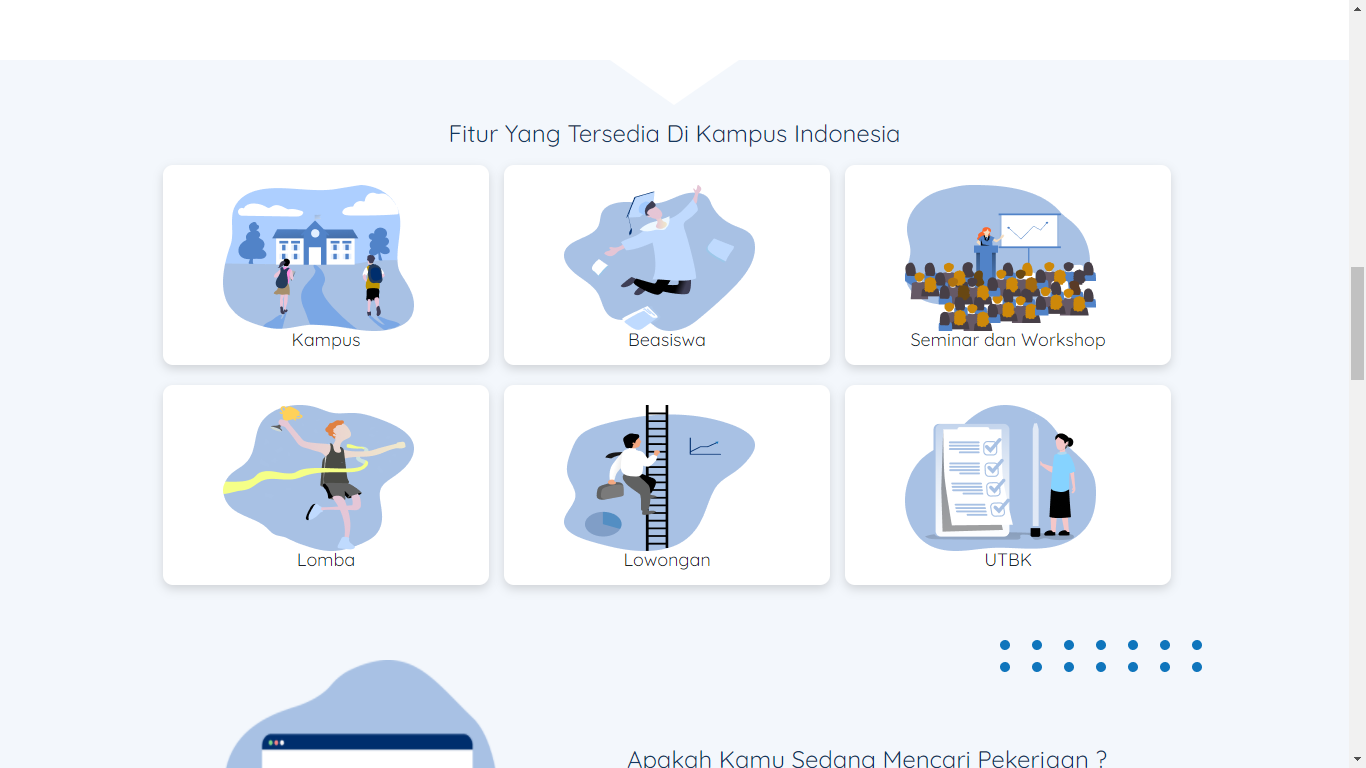 Fitur Yang Tersedia Di Kampus Indonesia
Kampus
Beasiswa
Seminar dan Workshop
Lomba
Lowongan
UTBK
Apakah Kamu Sedang Mencari Pekerjaan ?